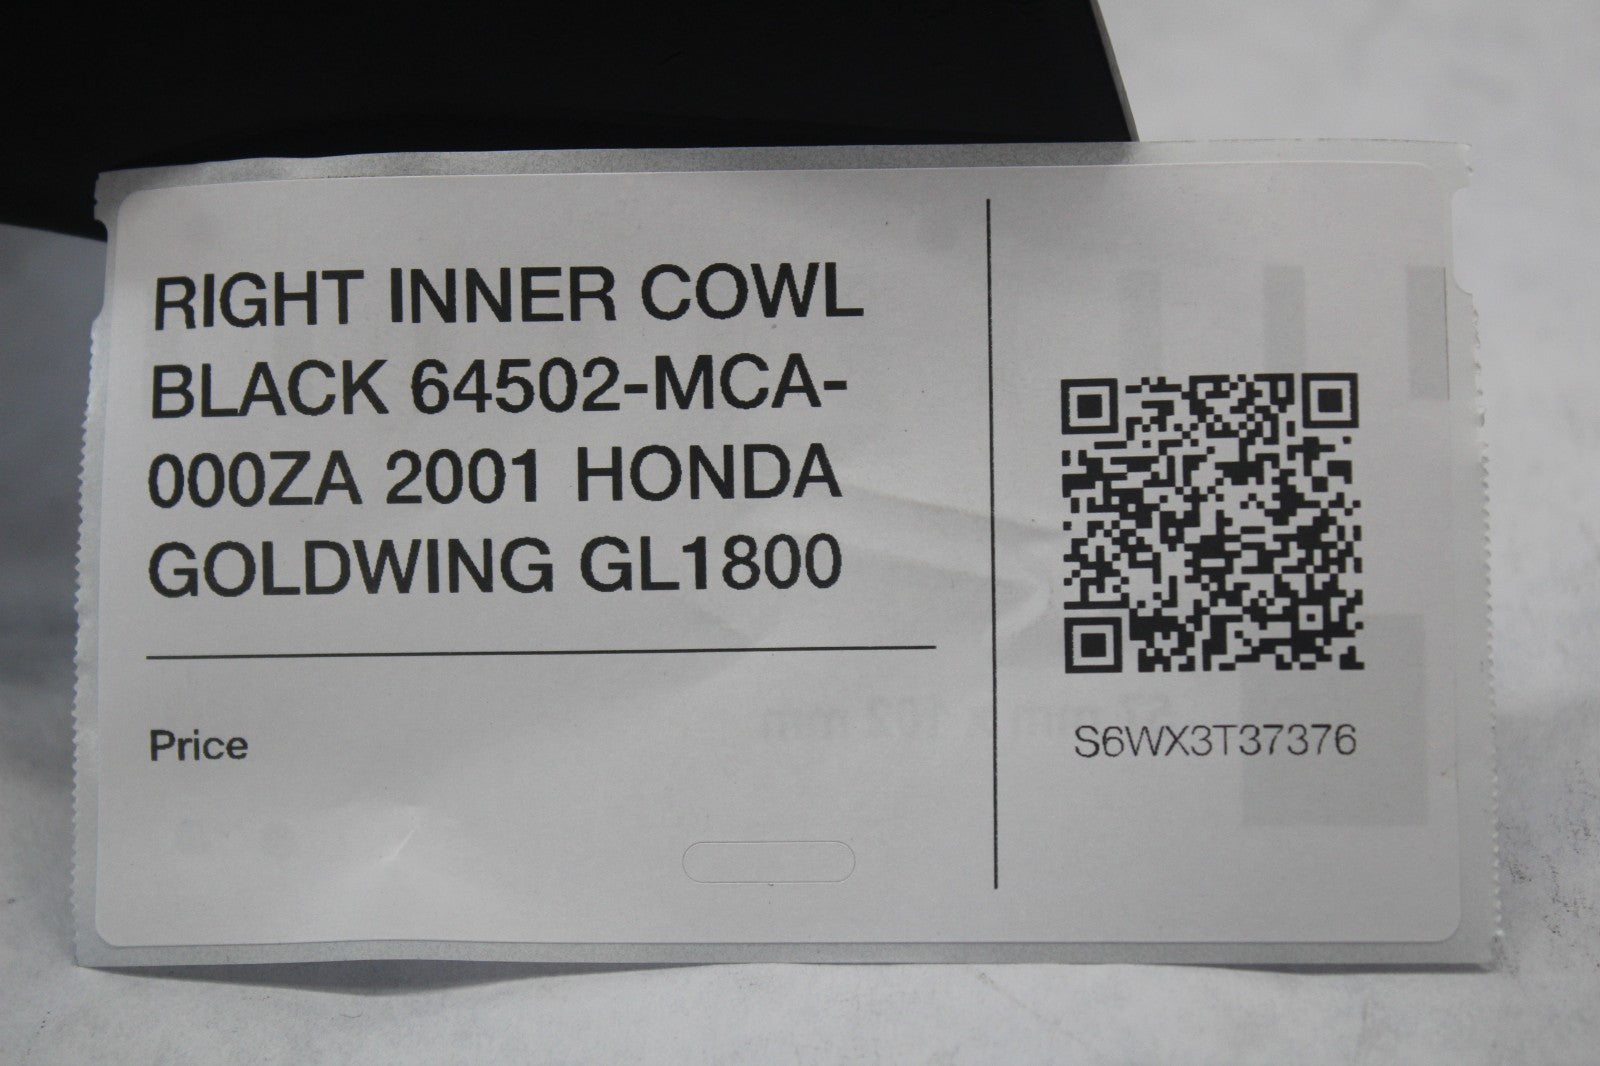 RIGHT INNER COWL
BLACK 64502-MCA-
000ZA 2001 HONDA
GOLDWING GL1800
Price
S6WX3T37376